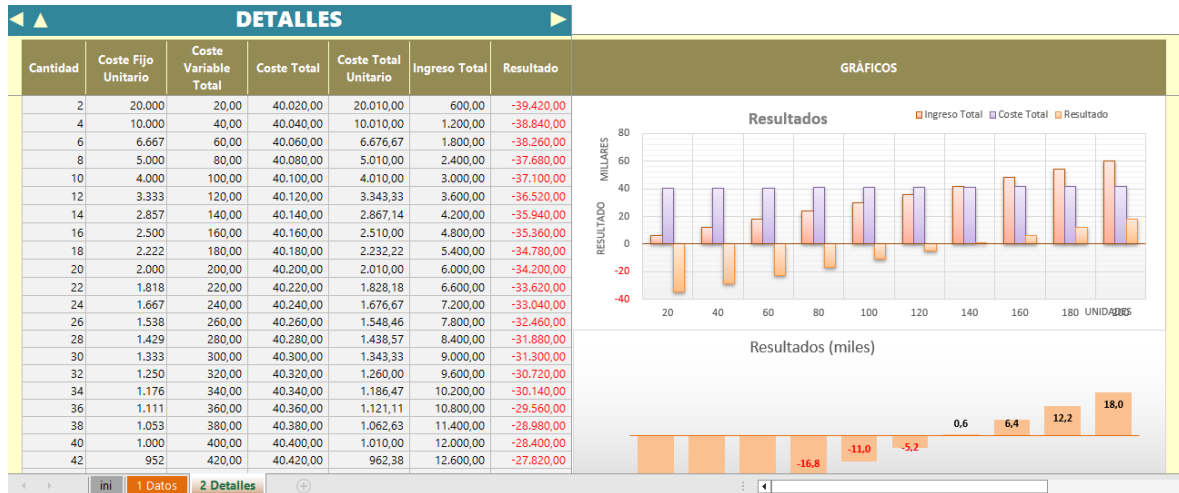 DETALLES
Cantidad Coste Fijo Unitario Coste Variable Total Coste Total Coste Total Unitario Ingreso Total Resultado
2 20.000 20,00 40.020,00 20.010,00 600,00 -39.420,00
4 10.000 40,00 40.040,00 10.010,00 1.200,00 -38.840,00
6 6.667 60,00 40.060,00 6.676,67 1.800,00 -38.260,00
8 5.000 80,00 40.080,00 5.010,00 2.400,00 -37.680,00
10 4.000 100,00 40.100,00 4.010,00 3.000,00 -37.100,00
12 3.333 120,00 40.120,00 3.343,33 3.600,00 -36.520,00
14 2.857 140,00 40.140,00 2.867,14 4.200,00 -35.940,00
16 2.500 160,00 40.160,00 2.510,00 4.800,00 -35.360,00
18 2.222 180,00 40.180,00 2.232,22 5.400,00 -34.780,00
20 2.000 200,00 40.200,00 2.010,00 6.000,00 -34.200,00
22 1.818 220,00 40.220,00 1.828,18 6.600,00 -33.620,00
24 1.667 240,00 40.240,00 1.676,67 7.200,00 -33.040,00
26 1.538 260,00 40.260,00 1.548,46 7.800,00 -32.460,00
28 1.429 280,00 40.280,00 1.438,57 8.400,00 -31.880,00
30 1.333 300,00 40.300,00 1.343,33 9.000,00 -31.300,00
32 1.250 320,00 40.320,00 1.260,00 9.600,00 -30.720,00
34 1.176 340,00 40.340,00 1.186,47 10.200,00 -30.140,00
36 1.111 360,00 40.360,00 1.121,11 10.800,00 -29.560,00
38 1.053 380,00 40.380,00 1.062,63 11.400,00 -28.980,00
40 1.000 400,00 40.400,00 1.010,00 12.000,00 -28.400,00
42 952 420,00 40.420,00 962,38 12.600,00 -27.820,00
GRÁFICOS
Resultados
Ingreso Total Coste Total Resultado
RESULTADO MILLARES
80
60
40
20
0
-20
-40
20 40 60 80 100 120 140 160 180 200
UNIDADES
Resultados (miles)
-16,8 -11,0 -5,2 0,6 6,4 12,2 18,0
ini 1 Datos 2 Detalles